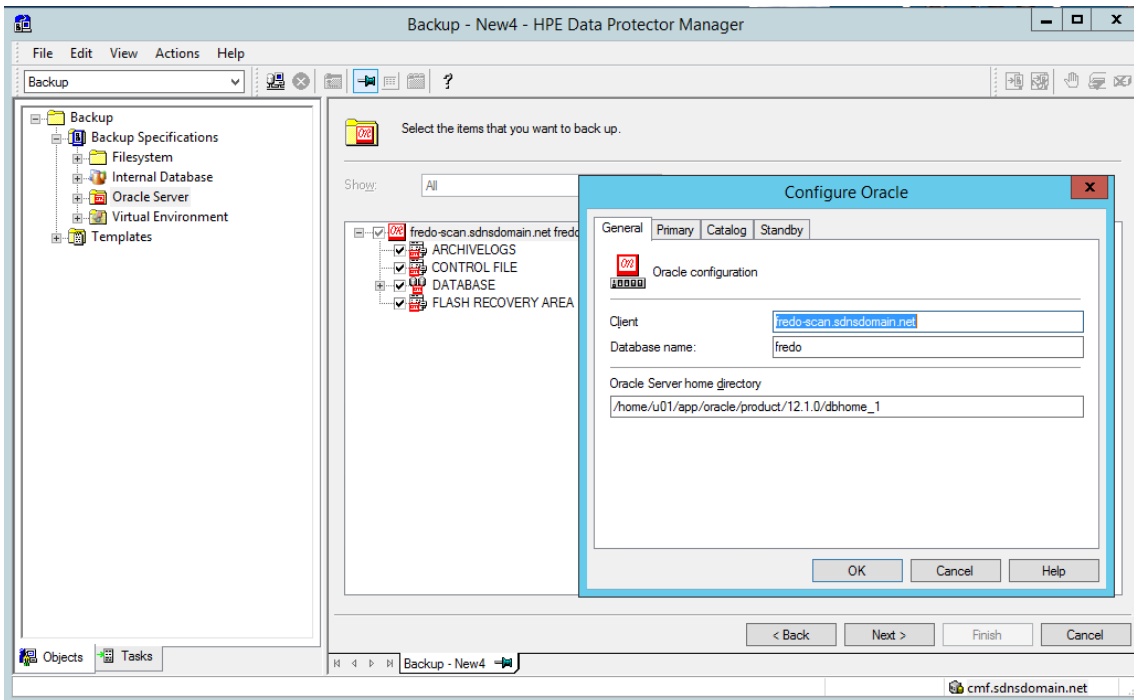 Backup - New4 - HPE Data Protector Manager
File Edit View Actions Help
Backup
Backup
Backup Specifications
Filesystem
Internal Database
Oracle Server
Virtual Environment
Templates
Objects Tasks
Select the items that you want to back up.
Show: All
fredo-scan.sdnsdomain.net fredo
ARCHIVELOGS
CONTROL FILE
DATABASE
FLASH RECOVERY AREA
Configure Oracle
General Primary Catalog Standby
Oracle configuration
Client fredo-scan.sdnsdomain.net
Database name: fredo
Oracle Server home directory
/home/u01/app/oracle/product/12.1.0/dbhome_1
OK Cancel Help
< Back Next > Finish Cancel
Backup - New4
cmf.sdnsdomain.net